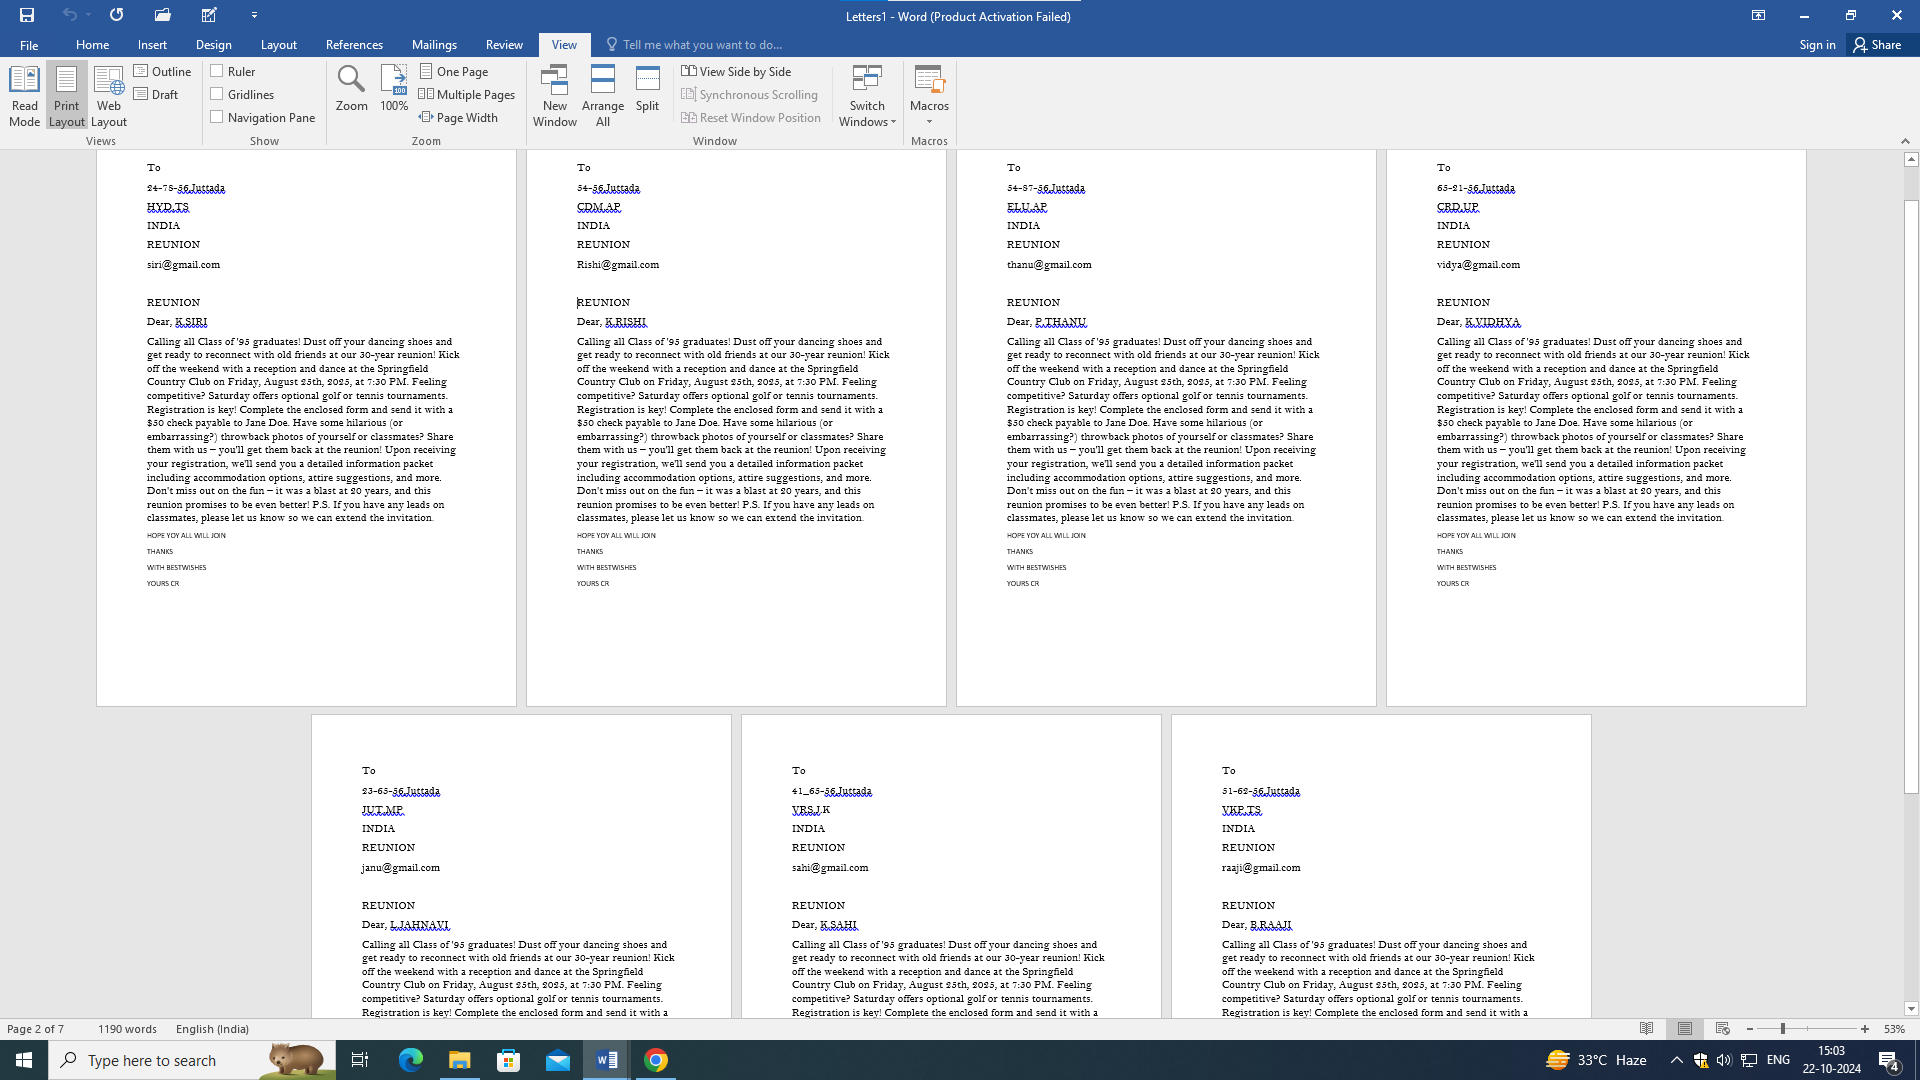 Letters1 - Word (Product Activation Failed)
File Home Insert Design Layout References Mailings Review View Tell me what you want to do... Sign in Share
Read Mode
Print Layout
Web Layout
Outline
Draft
Views
Ruler
Gridlines
Navigation Pane
Show
Zoom
100
100%
One Page
Multiple Pages
Page Width
Zoom
New Window
Arrange All
Split
View Side by Side
Synchronous Scrolling
Reset Window Position
Window
Switch Windows
Macros
Macros
To
24-78-56,Juttada
HYD,TS
INDIA
REUNION
siri@gmail.com
REUNION
Dear, K.SIRI
Calling all Class of '95 graduates! Dust off your dancing shoes and
get ready to reconnect with old friends at our 30-year reunion! Kick
off the weekend with a reception and dance at the Springfield
Country Club on Friday, August 25th, 2025, at 7:30 PM. Feeling
competitive? Saturday offers optional golf or tennis tournaments.
Registration is key! Complete the enclosed form and send it with a
$50 check payable to Jane Doe. Have some hilarious (or
embarrassing?) throwback photos of yourself or classmates? Share
them with us – you'll get them back at the reunion! Upon receiving
your registration, we'll send you a detailed information packet
including accommodation options, attire suggestions, and more.
Don't miss out on the fun – it was a blast at 20 years, and this
reunion promises to be even better! P.S. If you have any leads on
classmates, please let us know so we can extend the invitation.
HOPE YOY ALL WILL JOIN
THANKS
WITH BESTWISHES
YOURS CR
To
54-56,Juttada
CDM,AP
INDIA
REUNION
Rishi@gmail.com
REUNION
Dear, K.RISHI
Calling all Class of '95 graduates! Dust off your dancing shoes and
get ready to reconnect with old friends at our 30-year reunion! Kick
off the weekend with a reception and dance at the Springfield
Country Club on Friday, August 25th, 2025, at 7:30 PM. Feeling
competitive? Saturday offers optional golf or tennis tournaments.
Registration is key! Complete the enclosed form and send it with a
$50 check payable to Jane Doe. Have some hilarious (or
embarrassing?) throwback photos of yourself or classmates? Share
them with us – you'll get them back at the reunion! Upon receiving
your registration, we'll send you a detailed information packet
including accommodation options, attire suggestions, and more.
Don't miss out on the fun – it was a blast at 20 years, and this
reunion promises to be even better! P.S. If you have any leads on
classmates, please let us know so we can extend the invitation.
HOPE YOY ALL WILL JOIN
THANKS
WITH BESTWISHES
YOURS CR
To
54-87-56,Juttada
ELU,AP
INDIA
REUNION
thanu@gmail.com
REUNION
Dear, P.THANU
Calling all Class of '95 graduates! Dust off your dancing shoes and
get ready to reconnect with old friends at our 30-year reunion! Kick
off the weekend with a reception and dance at the Springfield
Country Club on Friday, August 25th, 2025, at 7:30 PM. Feeling
competitive? Saturday offers optional golf or tennis tournaments.
Registration is key! Complete the enclosed form and send it with a
$50 check payable to Jane Doe. Have some hilarious (or
embarrassing?) throwback photos of yourself or classmates? Share
them with us – you'll get them back at the reunion! Upon receiving
your registration, we'll send you a detailed information packet
including accommodation options, attire suggestions, and more.
Don't miss out on the fun – it was a blast at 20 years, and this
reunion promises to be even better! P.S. If you have any leads on
classmates, please let us know so we can extend the invitation.
HOPE YOY ALL WILL JOIN
THANKS
WITH BESTWISHES
YOURS CR
To
65-21-56,Juttada
CRD,UP
INDIA
REUNION
vidya@gmail.com
REUNION
Dear, K.VIDHYA
Calling all Class of '95 graduates! Dust off your dancing shoes and
get ready to reconnect with old friends at our 30-year reunion! Kick
off the weekend with a reception and dance at the Springfield
Country Club on Friday, August 25th, 2025, at 7:30 PM. Feeling
competitive? Saturday offers optional golf or tennis tournaments.
Registration is key! Complete the enclosed form and send it with a
$50 check payable to Jane Doe. Have some hilarious (or
embarrassing?) throwback photos of yourself or classmates? Share
them with us – you'll get them back at the reunion! Upon receiving
your registration, we'll send you a detailed information packet
including accommodation options, attire suggestions, and more.
Don't miss out on the fun – it was a blast at 20 years, and this
reunion promises to be even better! P.S. If you have any leads on
classmates, please let us know so we can extend the invitation.
HOPE YOY ALL WILL JOIN
THANKS
WITH BESTWISHES
YOURS CR
To
23-65-56,Juttada
JUT,MP
INDIA
REUNION
janu@gmail.com
REUNION
Dear, L.JAHNAVI
Calling all Class of '95 graduates! Dust off your dancing shoes and
get ready to reconnect with old friends at our 30-year reunion! Kick
off the weekend with a reception and dance at the Springfield
Country Club on Friday, August 25th, 2025, at 7:30 PM. Feeling
competitive? Saturday offers optional golf or tennis tournaments.
Registration is key! Complete the enclosed form and send it with a
To
41_65-56,Juttada
VRS,J.K
INDIA
REUNION
sahi@gmail.com
REUNION
Dear, K.SAHI
Calling all Class of '95 graduates! Dust off your dancing shoes and
get ready to reconnect with old friends at our 30-year reunion! Kick
off the weekend with a reception and dance at the Springfield
Country Club on Friday, August 25th, 2025, at 7:30 PM. Feeling
competitive? Saturday offers optional golf or tennis tournaments.
Registration is key! Complete the enclosed form and send it with a
To
51-62-56,Juttada
VKP,TS
INDIA
REUNION
raaji@gmail.com
REUNION
Dear, B.RAAJI
Calling all Class of '95 graduates! Dust off your dancing shoes and
get ready to reconnect with old friends at our 30-year reunion! Kick
off the weekend with a reception and dance at the Springfield
Country Club on Friday, August 25th, 2025, at 7:30 PM. Feeling
competitive? Saturday offers optional golf or tennis tournaments.
Registration is key! Complete the enclosed form and send it with a
Page 2 of 7 1190 words English (India) 53%
Type here to search
33°C Haze
ENG
15:03
22-10-2024
4